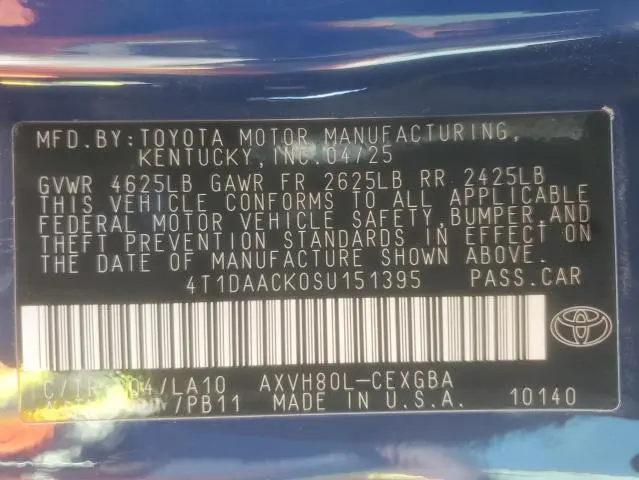 MFD.BY:TOYOTA MOTOR MANUFACTURING,
KENTUCKY, INC. 04/25
GVWR 4625LB GAWR FR 2625LB RR 2425LB
THIS VEHICLE CONFORMS TO ALL APPLICABLE
FEDERAL MOTOR VEHICLE SAFETY, BUMPER, AND
THEFT PREVENTION STANDARDS IN EFFECT ON
THE DATE OF MANUFACTURE SHOWN ABOVE.
4T1DAACK0SU151395 PASS.CAR
C/TR /LA10 AXVH80L-CEXGBA
/PB11 MADE IN U.S.A. 10140